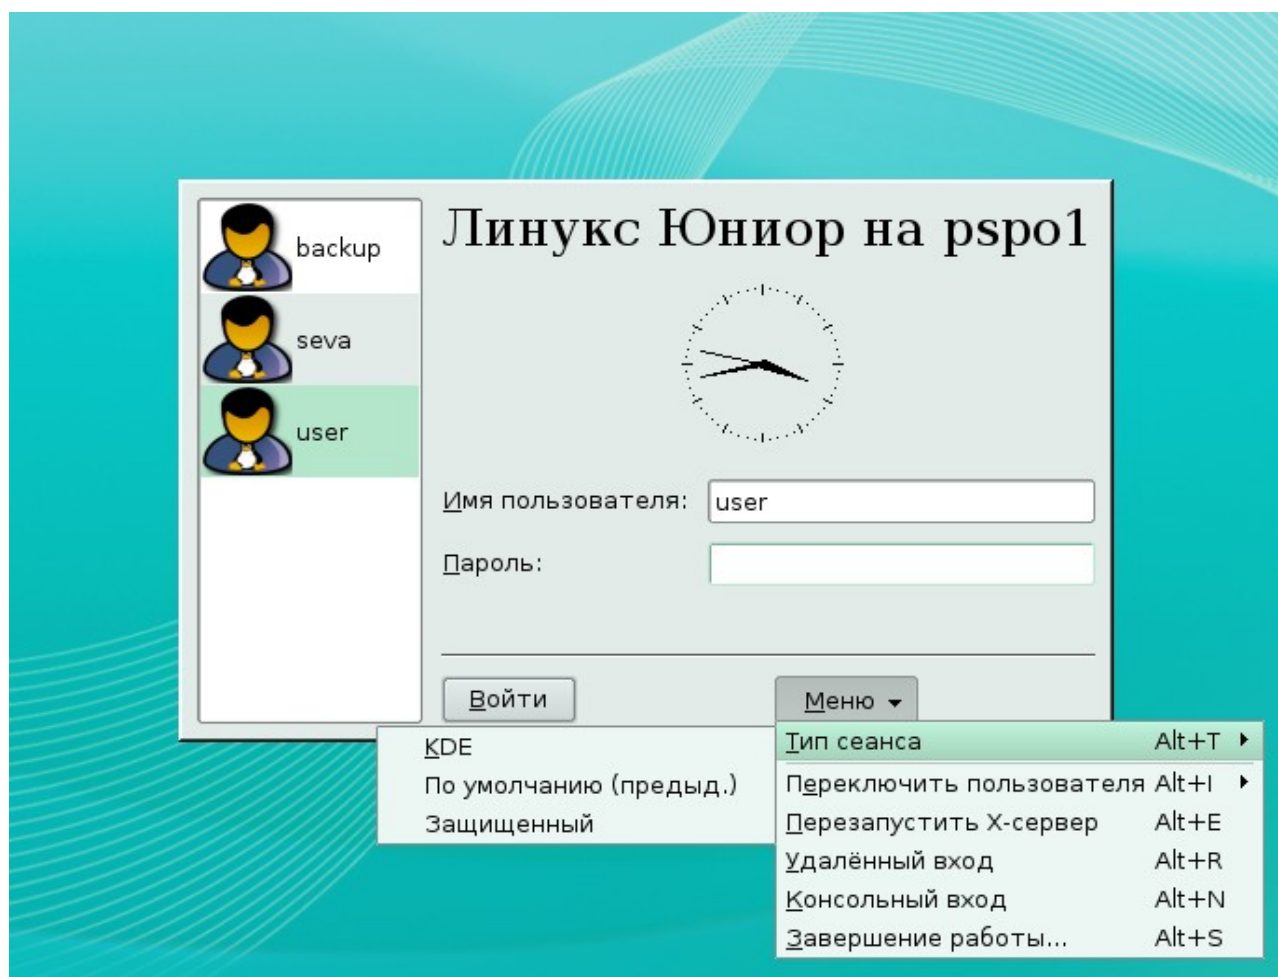 backup
seva
user
Линукс Юниор на pspo1
Имя пользователя: user
Пароль:
Войти
Меню
KDE
По умолчанию (предыд.)
Защищенный
Тип сеанса Alt+T
Переключить пользователя Alt+I
Перезапустить X-сервер Alt+E
Удалённый вход Alt+R
Консольный вход Alt+N
Завершение работы... Alt+S